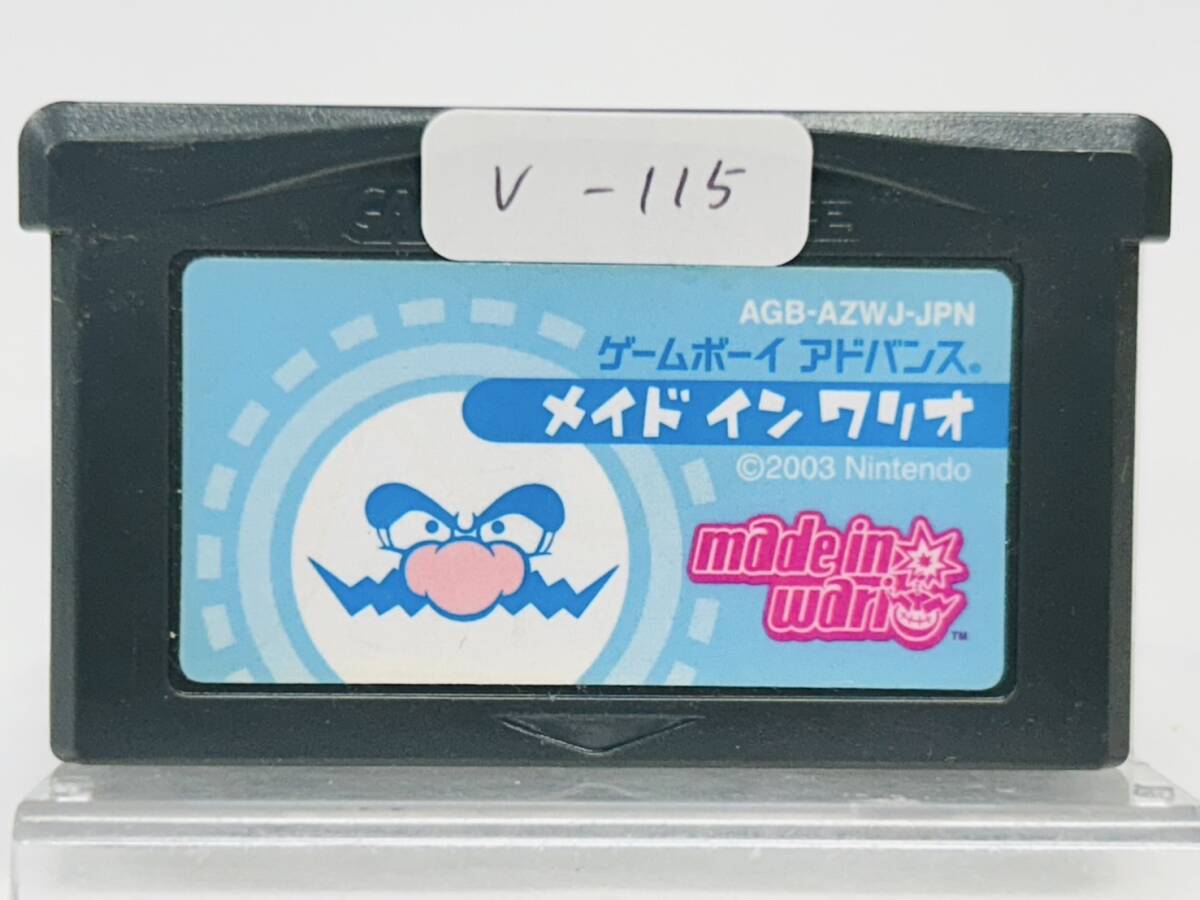 V-115
AGB-AZWJ-JPN
ゲームボーイ アドバンス®
メイド イン ワリオ
©2003 Nintendo
made in
wario™